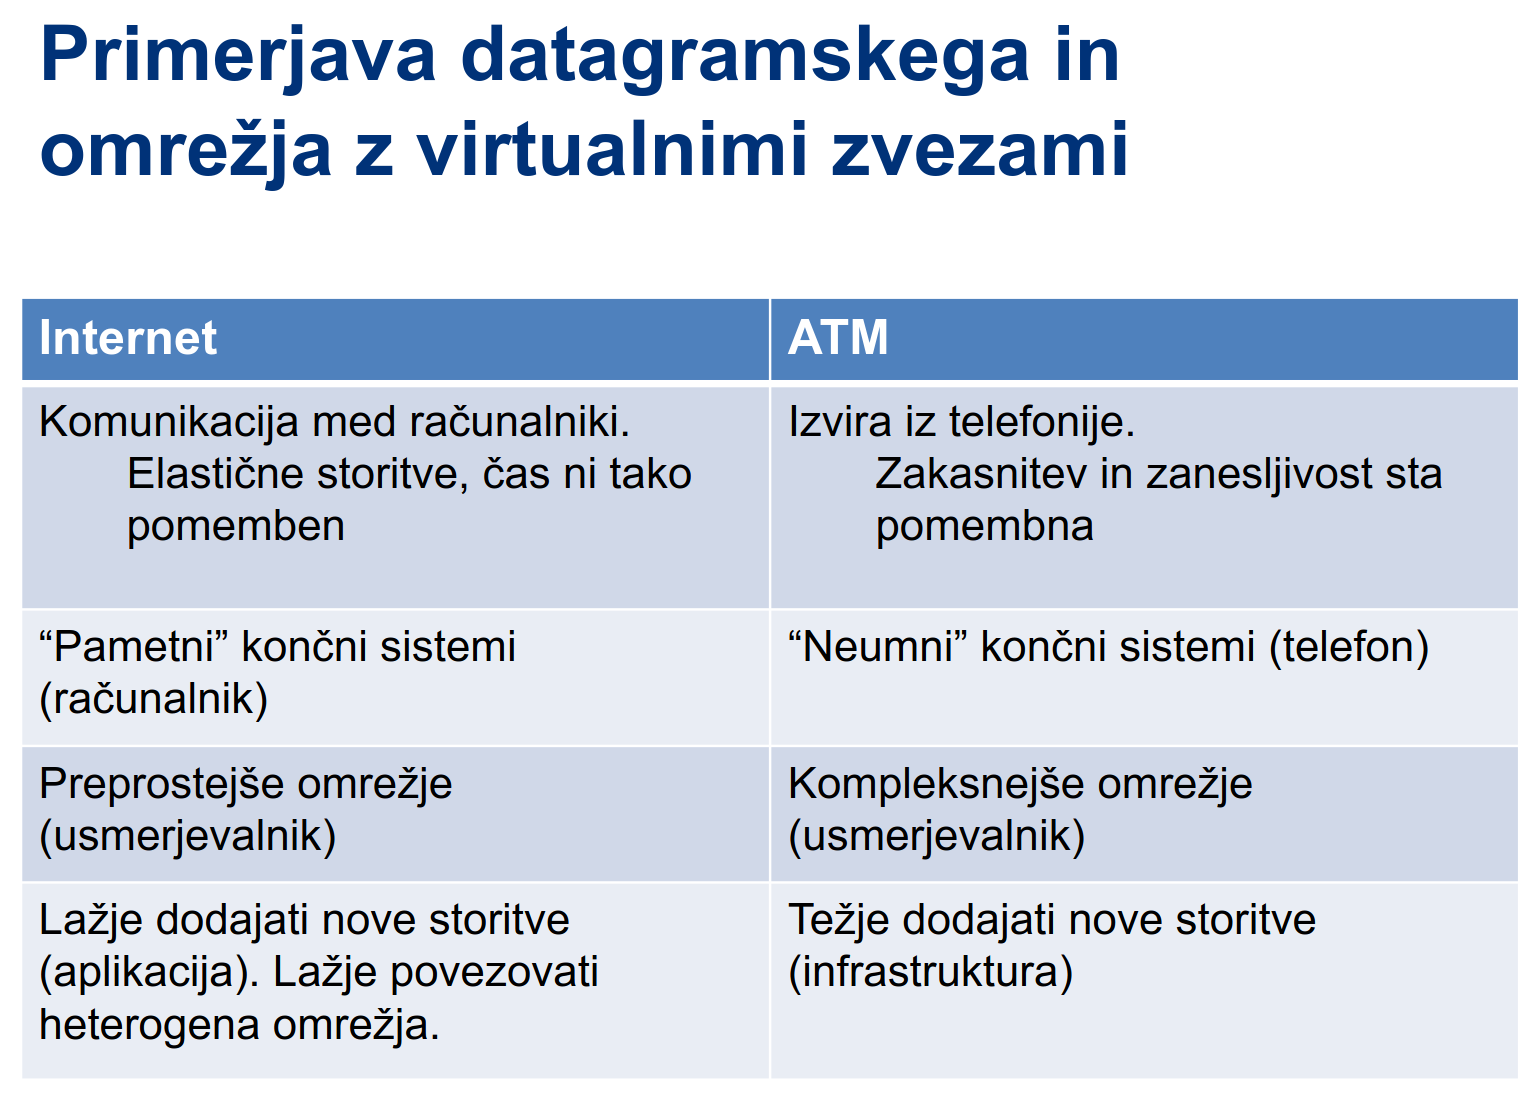 Primerjava datagramskega in
omrežja z virtualnimi zvezami
Internet
ATM
Komunikacija med računalniki.
Elastične storitve, čas ni tako
pomemben
Izvira iz telefonije.
Zakasnitev in zanesljivost sta
pomembna
“Pametni” končni sistemi
(računalnik)
“Neumni” končni sistemi (telefon)
Preprostejše omrežje
(usmerjevalnik)
Kompleksnejše omrežje
(usmerjevalnik)
Lažje dodajati nove storitve
(aplikacija). Lažje povezovati
heterogena omrežja.
Težje dodajati nove storitve
(infrastruktura)